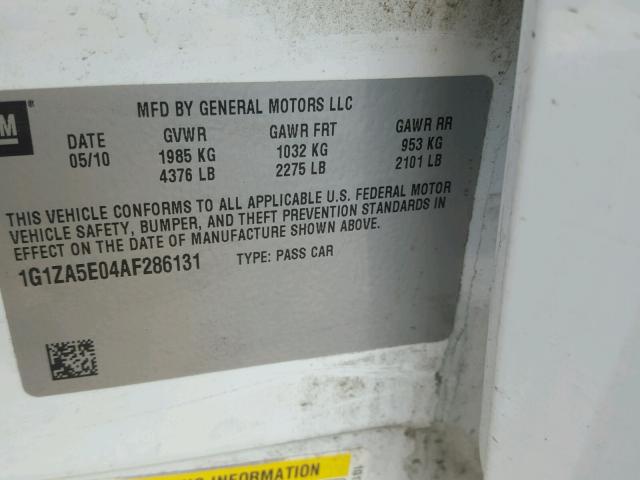 GM ®
MFD BY GENERAL MOTORS LLC
DATE GVWR GAWR FRT GAWR RR
05/10 1985 KG 1032 KG 953 KG
4376 LB 2275 LB 2101 LB
THIS VEHICLE CONFORMS TO ALL APPLICABLE U.S. FEDERAL MOTOR
VEHICLE SAFETY, BUMPER, AND THEFT PREVENTION STANDARDS IN
EFFECT ON THE DATE OF MANUFACTURE SHOWN ABOVE.
1G1ZA5E04AF286131 TYPE: PASS CAR
INFORMATION